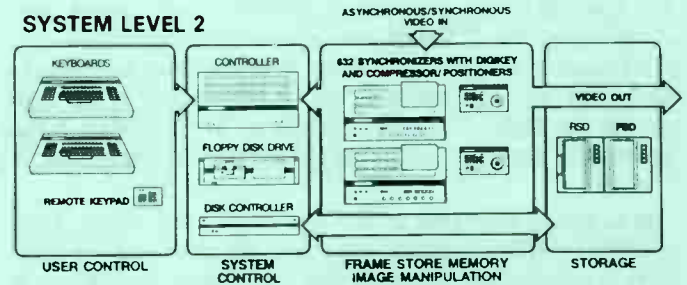 SYSTEM LEVEL 2
ASYNCHRONOUS/SYNCHRONOUS
VIDEO IN
KEYBOARDS
REMOTE KEYPAD
USER CONTROL
CONTROLLER
FLOPPY DISK DRIVE
DISK CONTROLLER
SYSTEM
CONTROL
632 SYNCHRONIZERS WITH DIGIKEY
AND COMPRESSOR/POSITIONERS
FRAME STORE MEMORY
IMAGE MANIPULATION
VIDEO OUT
RSD
STORAGE